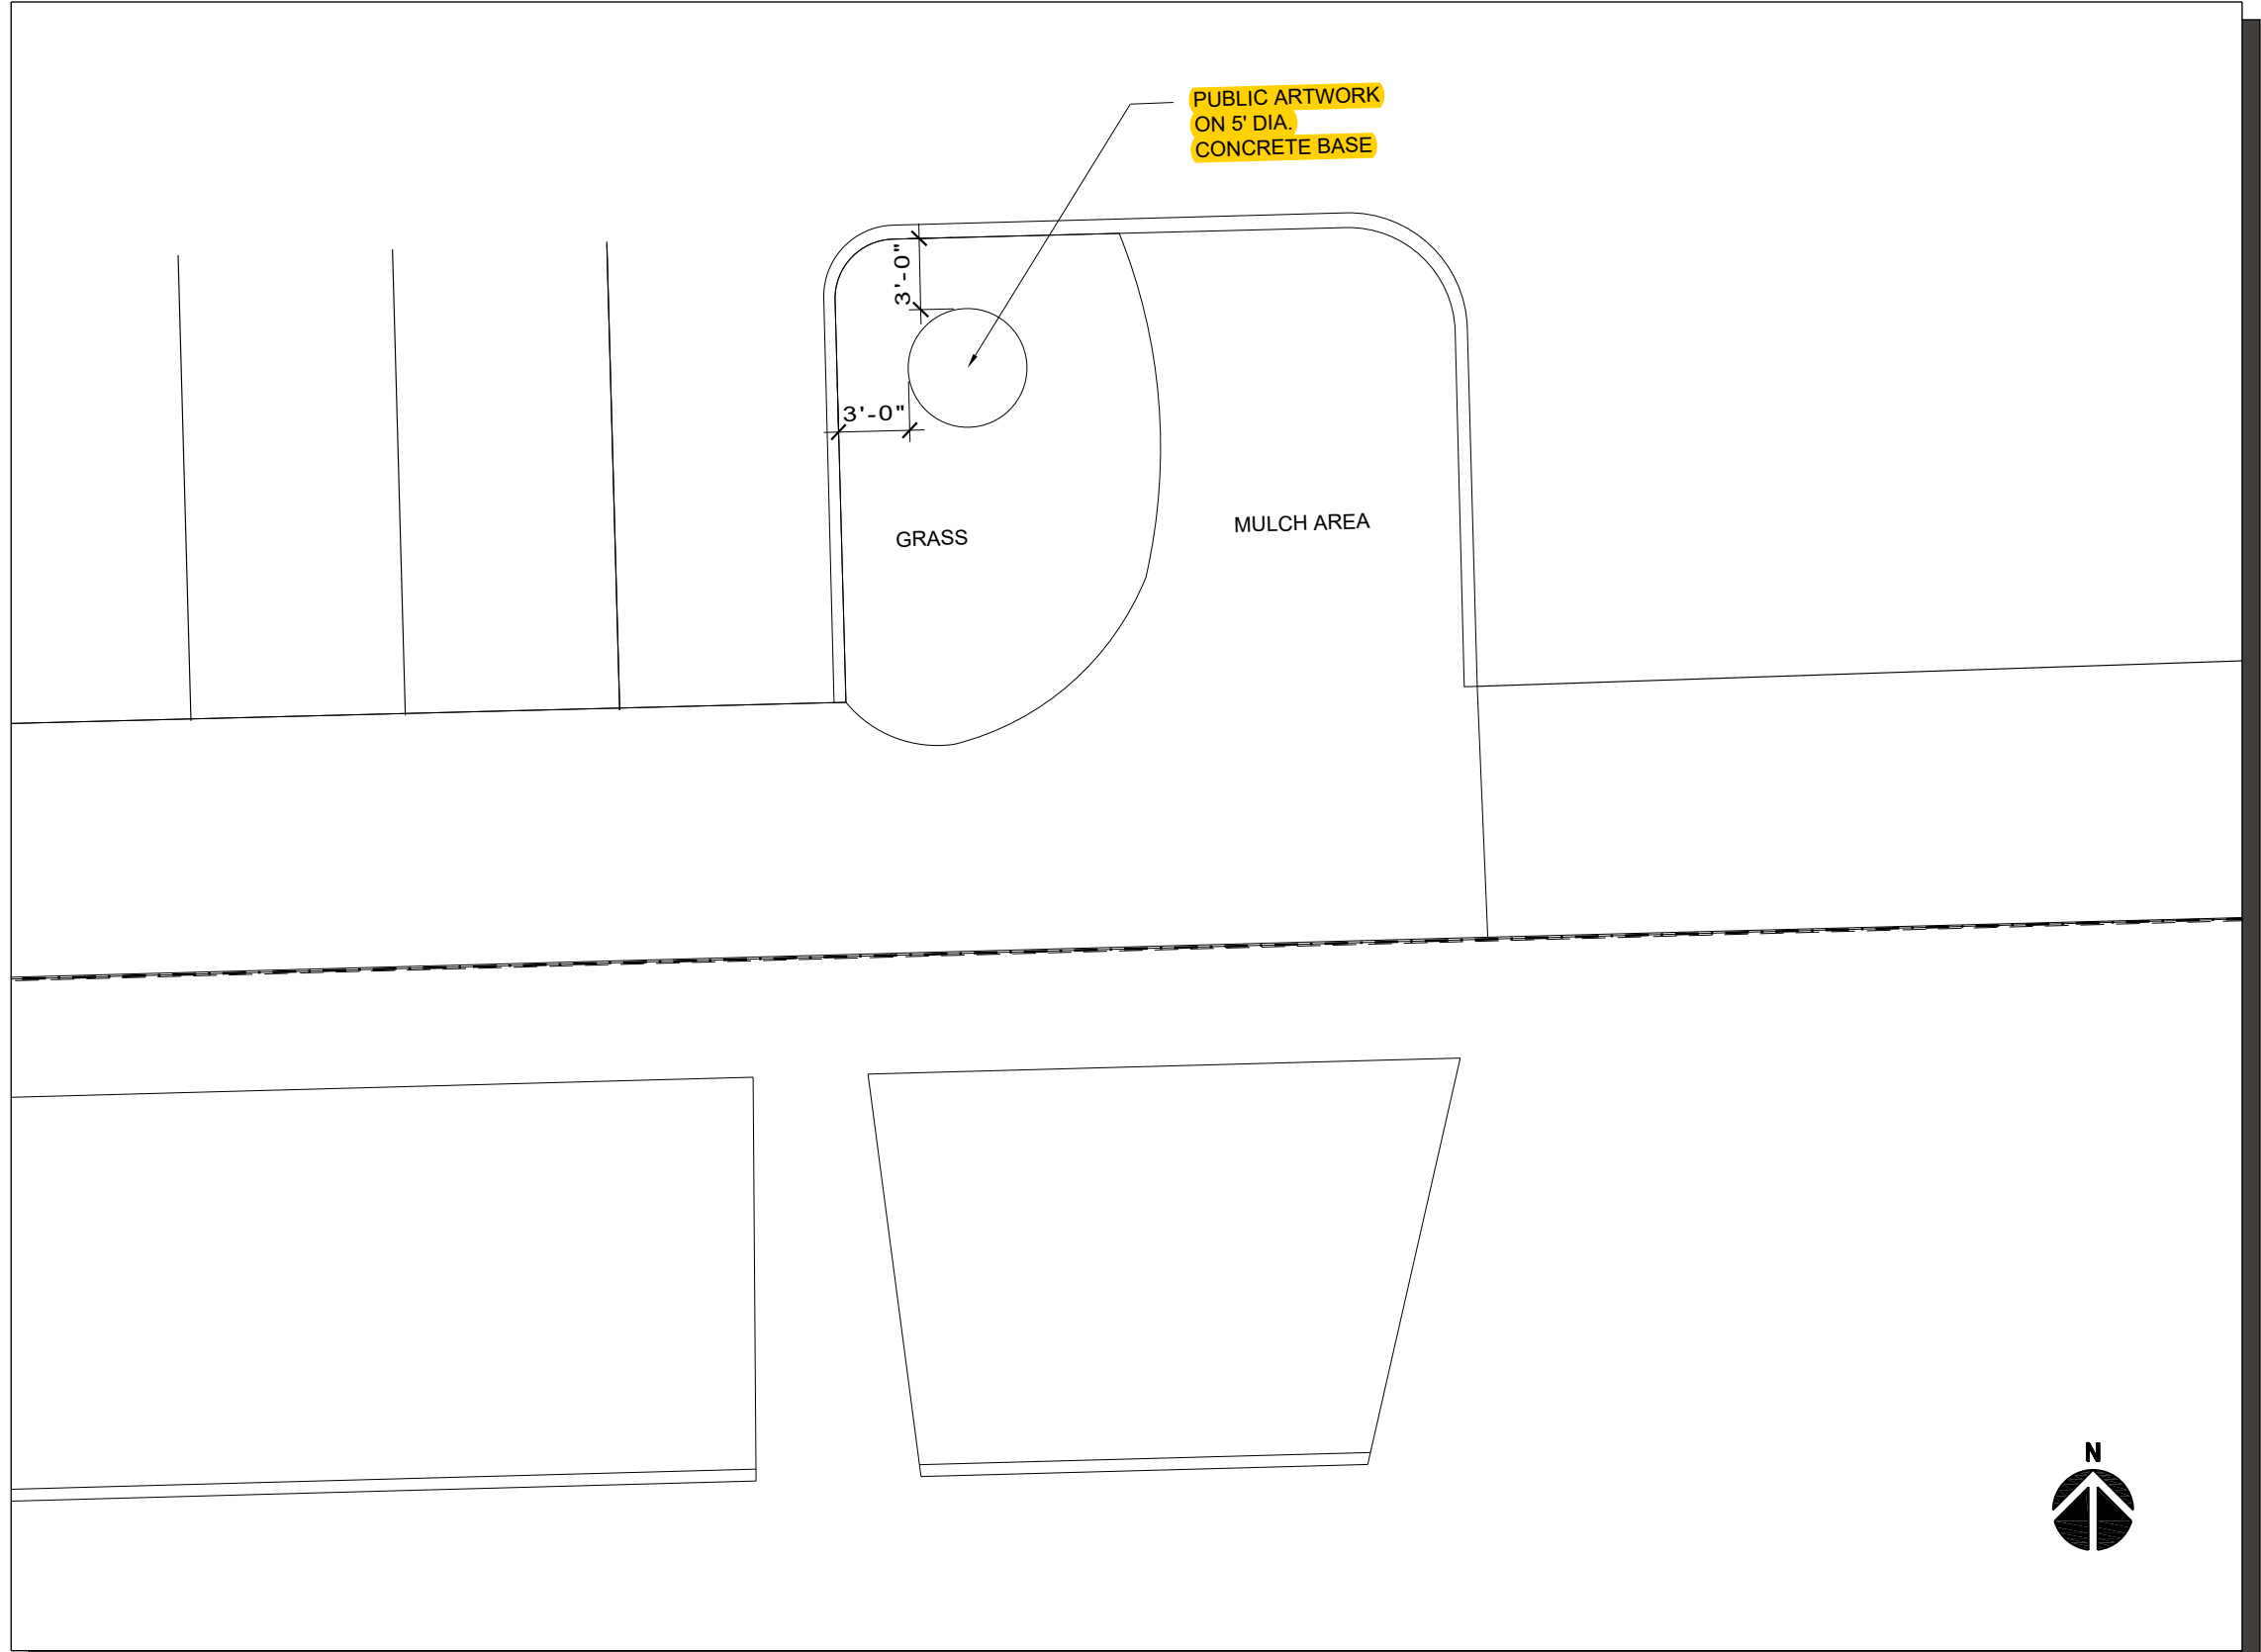 PUBLIC ARTWORK
ON 5' DIA.
CONCRETE BASE
3'-0"
3'-0"
GRASS
MULCH AREA
N